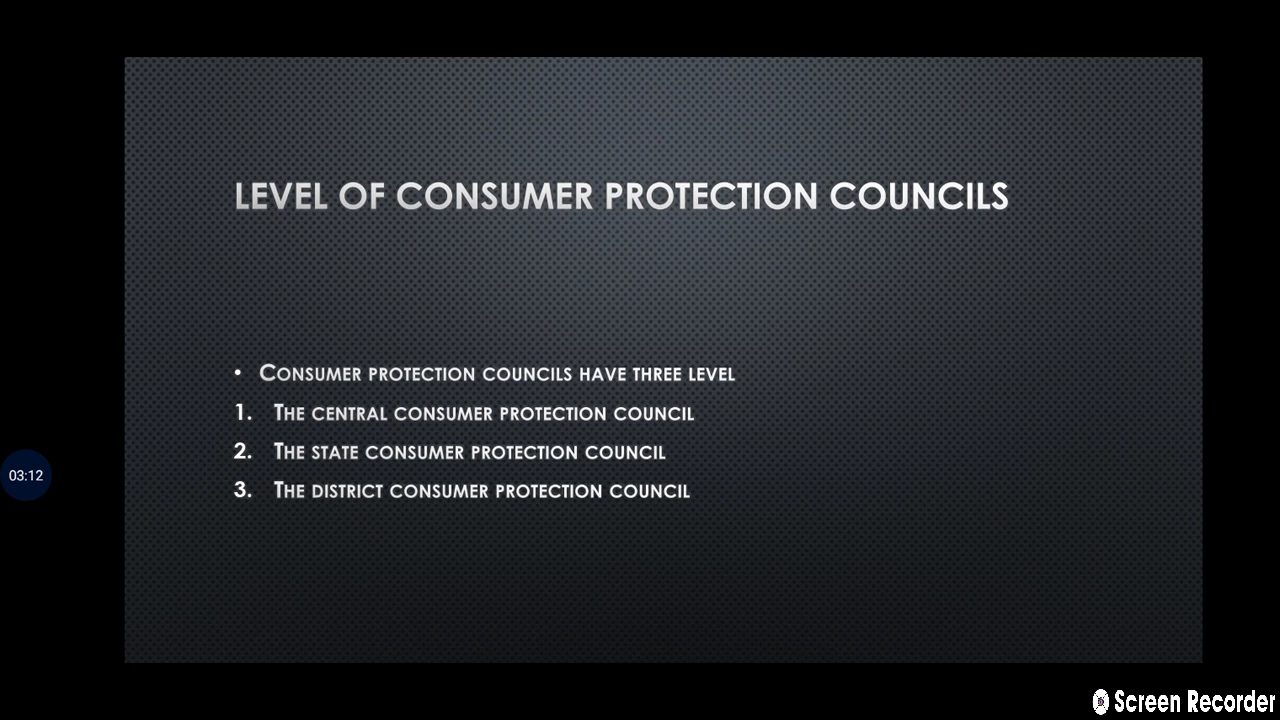 LEVEL OF CONSUMER PROTECTION COUNCILS
• CONSUMER PROTECTION COUNCILS HAVE THREE LEVEL
1. THE CENTRAL CONSUMER PROTECTION COUNCIL
2. THE STATE CONSUMER PROTECTION COUNCIL
3. THE DISTRICT CONSUMER PROTECTION COUNCIL
03:12
Screen Recorder